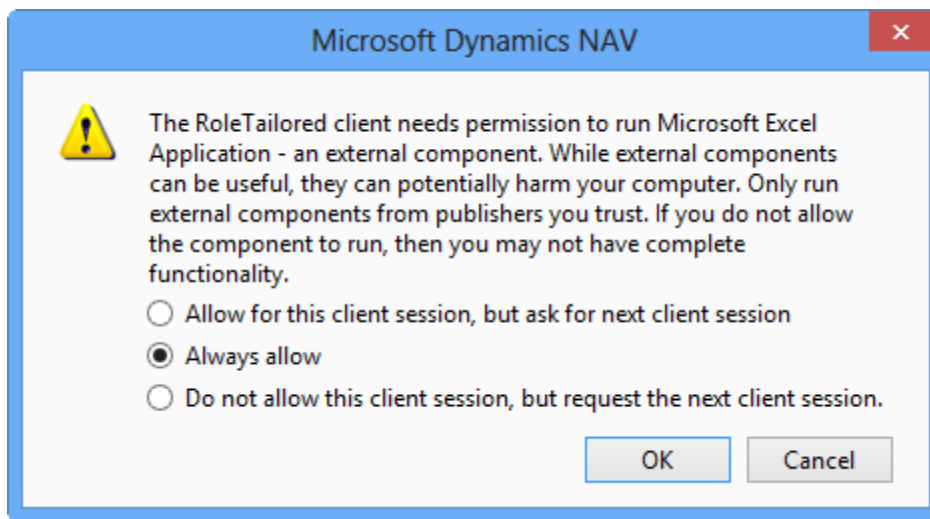 Microsoft Dynamics NAV
The RoleTailored client needs permission to run Microsoft Excel
Application - an external component. While external components
can be useful, they can potentially harm your computer. Only run
external components from publishers you trust. If you do not allow
the component to run, then you may not have complete
functionality.
Allow for this client session, but ask for next client session
Always allow
Do not allow this client session, but request the next client session.
OK Cancel